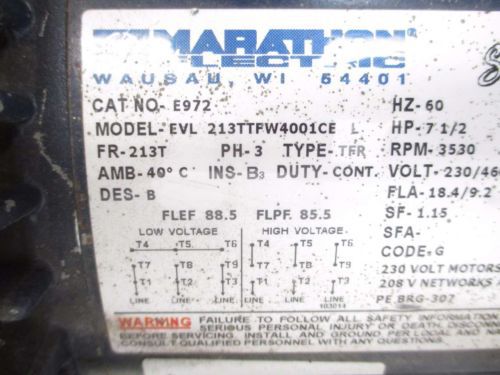 MARATHON®
ELECTRIC
WAUSAU, WI 54401
CAT NO- E972 HZ- 60
MODEL- EVL 213TTFW4001CE L HP- 7 1/2
FR- 213T PH- 3 TYPE- TFR RPM- 3530
AMB- 40° C INS- B3 DUTY- CONT. VOLT- 230/46
DES- B FLA- 18.4/9.2
FLEF 88.5 FLPF 85.5 SF- 1.15
LOW VOLTAGE HIGH VOLTAGE SFA-
T4 T5 T6 T4 T5 T6 CODE- G
T7 T8 T9 T7 T8 T9 230 VOLT MOTORS
T1 T2 T3 T1 T2 T3 208 V NETWORKS
LINE LINE LINE LINE LINE LINE PE BRG-307
103014
WARNING FAILURE TO FOLLOW ALL SAFETY
SERIOUS PERSONAL INJURY OR DEATH. DISCON
BEFORE SERVICING. INSTALL AND GROUND PER LOCAL AND
CONSULT QUALIFIED PERSONNEL WITH ANY QUESTIONS.